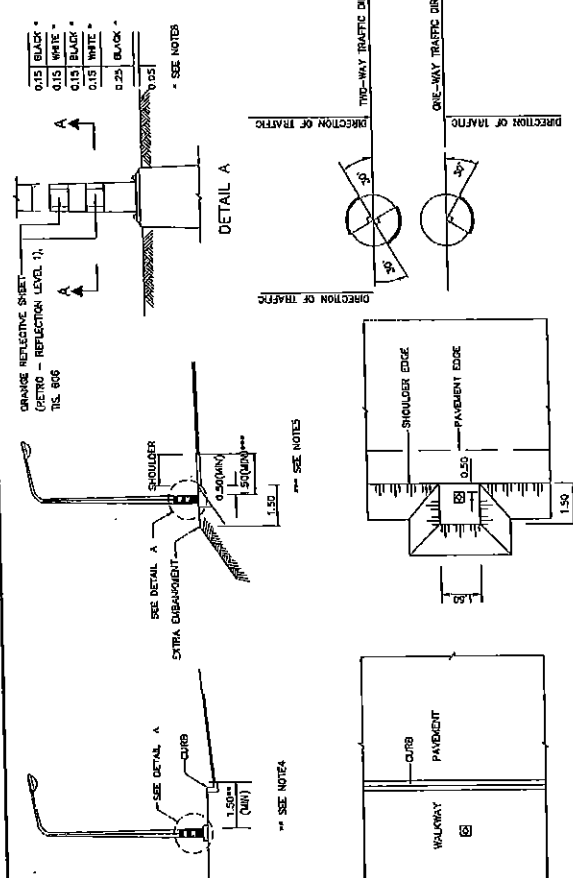 ORANGE REFLECTIVE SHEET
(RETRO - REFLECTION LEVEL 1),
TIS. 606
A
A
0.15 BLACK *
0.15 WHITE *
0.15 BLACK *
0.15 WHITE *
0.25 BLACK *
0.05
* SEE NOTES
DETAIL A
SEE DETAIL A
SHOULDER
EXTRA EMBANKMENT
0.50(MIN)
1.50(MIN)***
1.50
*** SEE NOTES
SEE DETAIL A
CURB
1.50**
(MIN)
** SEE NOTE4
DIRECTION OF TRAFFIC
TWO-WAY TRAFFIC
30°
30°
DIRECTION OF TRAFFIC
ONE-WAY TRAFFIC
30°
DIRECTION OF TRAFFIC
SHOULDER EDGE
PAVEMENT EDGE
0.50
1.50
1.50
CURB
WALKWAY
PAVEMENT